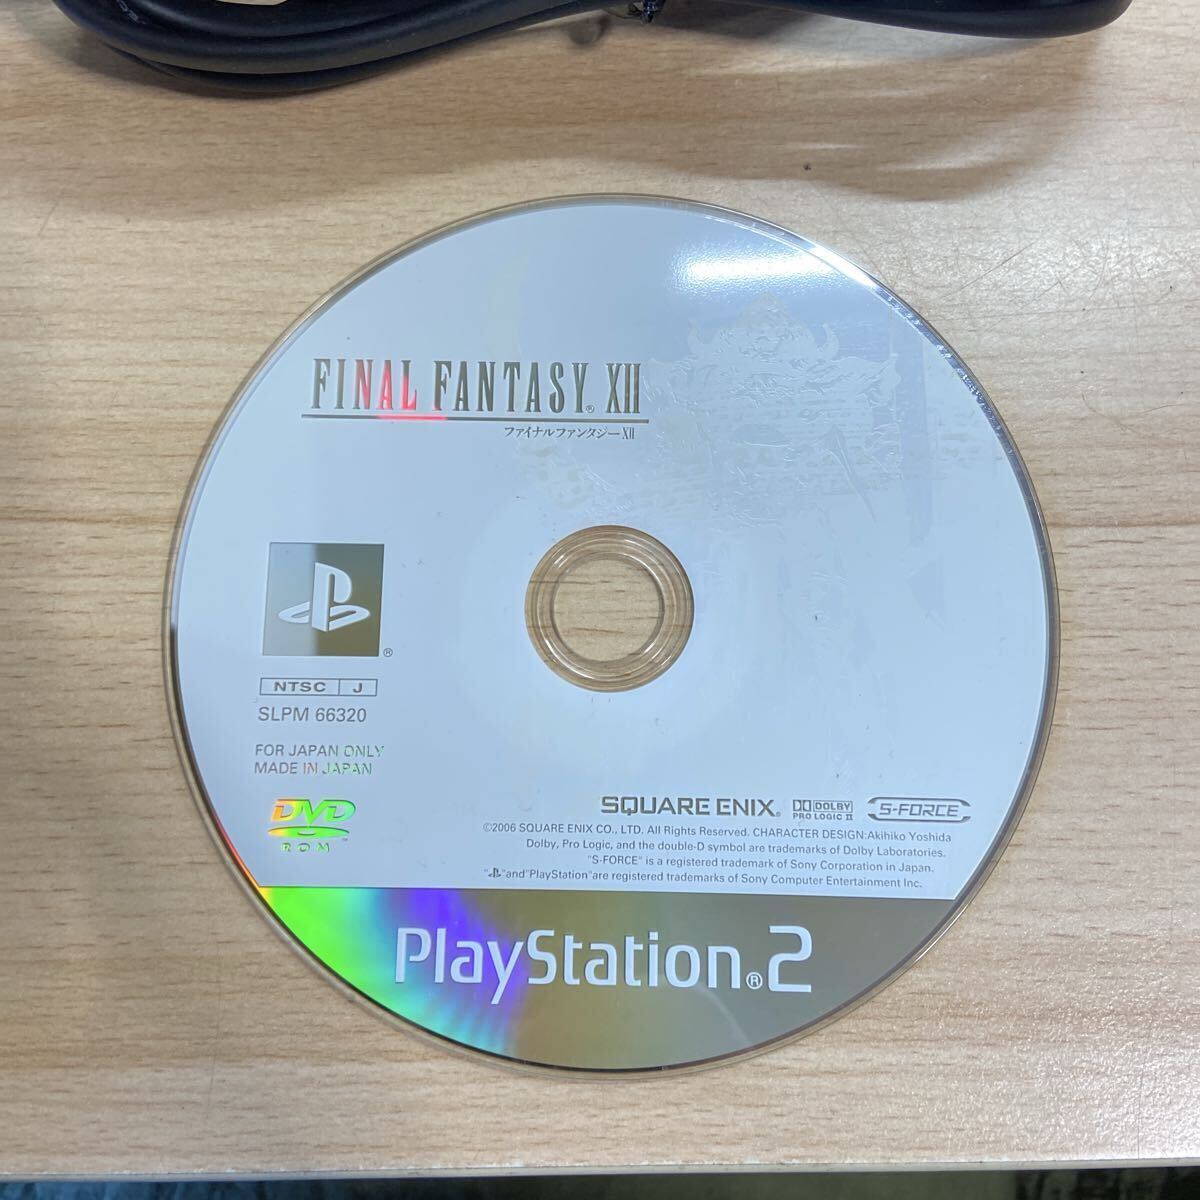 FINAL FANTASY® XII
ファイナルファンタジーXII
®
NTSC J
SLPM 66320
FOR JAPAN ONLY
MADE IN JAPAN
DVD
ROM
SQUARE ENIX.
DOLBY
PRO LOGIC II
S-FORCE
©2006 SQUARE ENIX CO., LTD. All Rights Reserved. CHARACTER DESIGN:Akihiko Yoshida
Dolby, Pro Logic, and the double-D symbol are trademarks of Dolby Laboratories.
"S-FORCE" is a registered trademark of Sony Corporation in Japan.
" "and"PlayStation"are registered trademarks of Sony Computer Entertainment Inc.
PlayStation®2